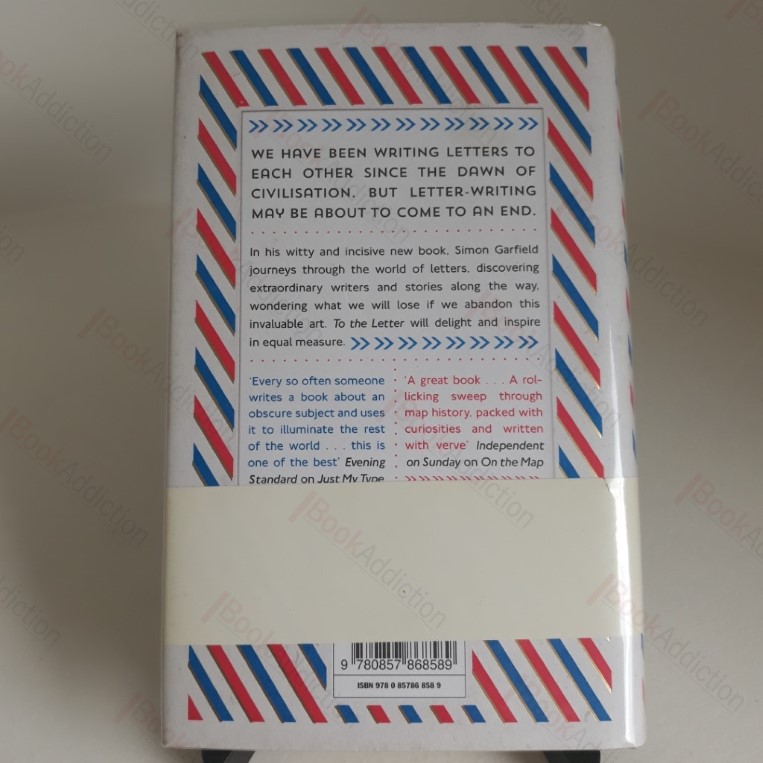 WE HAVE BEEN WRITING LETTERS TO
EACH OTHER SINCE THE DAWN OF
CIVILISATION. BUT LETTER-WRITING
MAY BE ABOUT TO COME TO AN END.
In his witty and incisive new book, Simon Garfield
journeys through the world of letters, discovering
extraordinary writers and stories along the way,
wondering what we will lose if we abandon this
invaluable art. To the Letter will delight and inspire
in equal measure.
'Every so often someone
writes a book about an
obscure subject and uses
it to illuminate the rest
of the world . . . this is
one of the best' Evening
Standard on Just My Type
'A great book . . . A rol-
licking sweep through
map history, packed with
curiosities and written
with verve' Independent
on Sunday on On the Map
9 780857 868589
ISBN 978 0 85786 858 9
BookAddiction